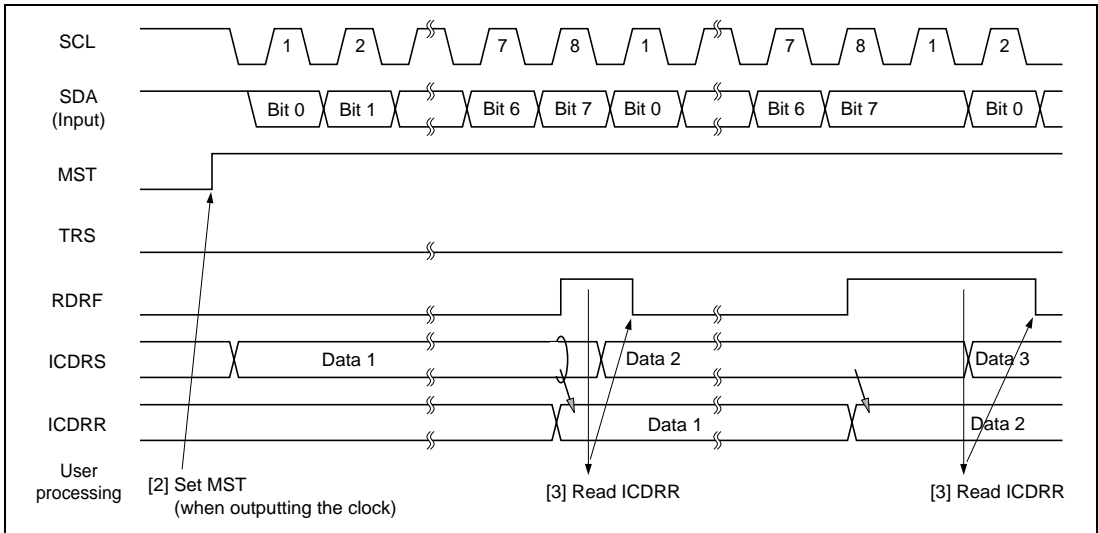 SCL 1 2 7 8 1 7 8 1 2
SDA
(Input) Bit 0 Bit 1 Bit 6 Bit 7 Bit 0 Bit 6 Bit 7 Bit 0
MST
TRS
RDRF
ICDRS Data 1 Data 2 Data 3
ICDRR Data 1 Data 2
User
processing
[2] Set MST
(when outputting the clock)
[3] Read ICDRR
[3] Read ICDRR